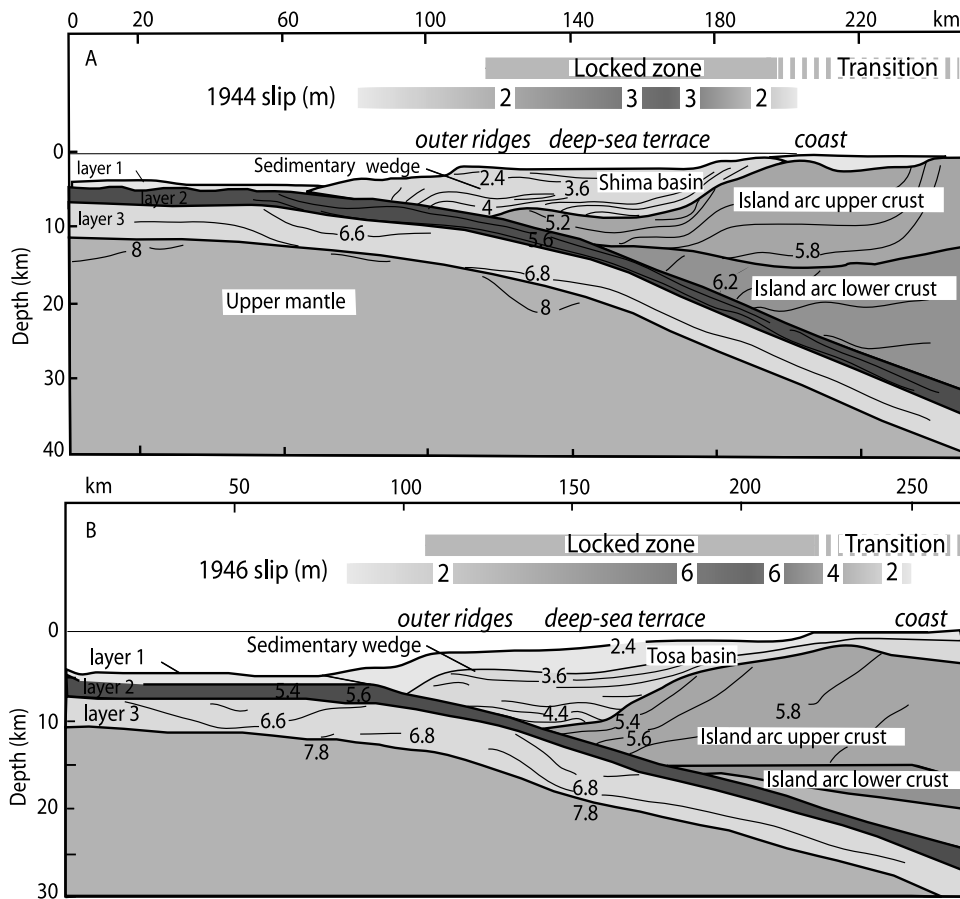 0 20 60 100 140 180 220 km
A
Locked zone Transition
1944 slip (m) 2 3 3 2
outer ridges deep-sea terrace coast
0
layer 1 Sedimentary wedge 2.4 3.6 Shima basin
layer 2 4 5.2 Island arc upper crust
layer 3 6.6 5.6 5.8
10
8 6.8 6.2 Island arc lower crust
Upper mantle 8
20
30
40
Depth (km)
0 20 60 100 140 180 220
km 50 100 150 200 250
B
Locked zone Transition
1946 slip (m) 2 6 6 4 2
outer ridges deep-sea terrace coast
0
layer 1 Sedimentary wedge 2.4 Tosa basin
layer 2 5.4 5.6 3.6
layer 3 6.6 6.8 4.4 5.4 5.8
10
7.8 5.6 Island arc upper crust
6.8 Island arc lower crust
7.8
20
30
Depth (km)